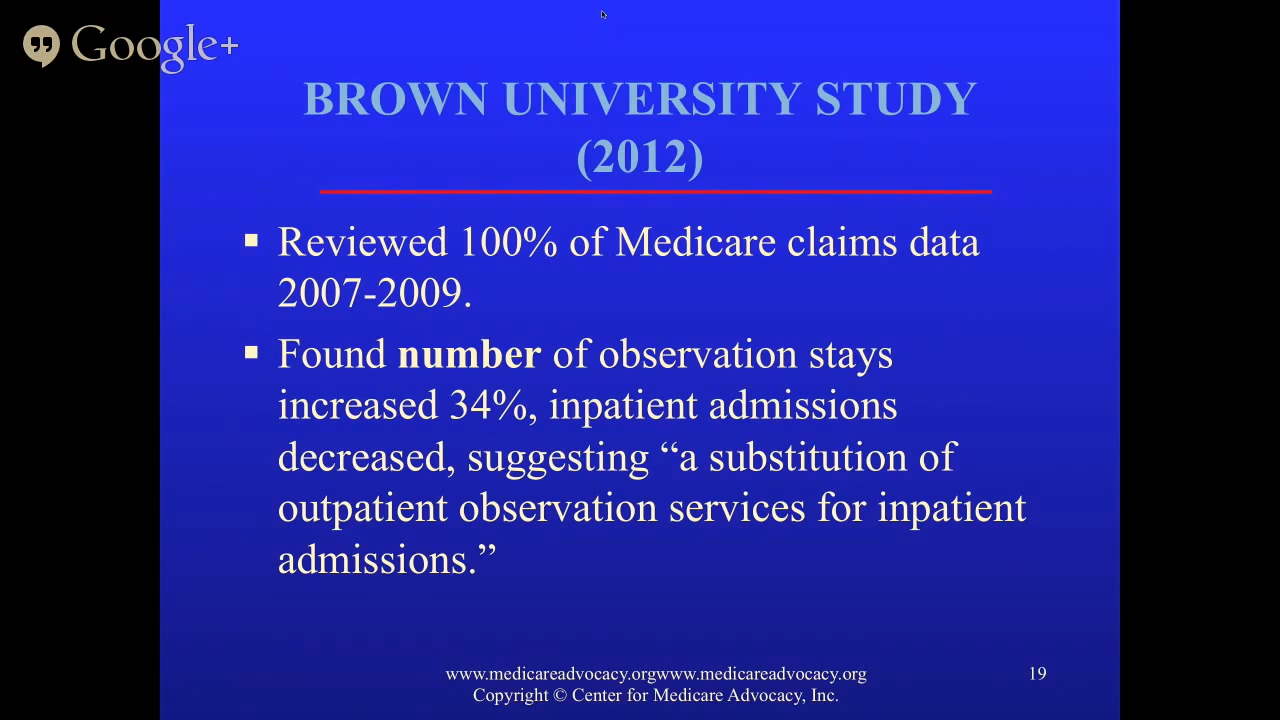 Google+
BROWN UNIVERSITY STUDY
(2012)
▪ Reviewed 100% of Medicare claims data
2007-2009.
▪ Found number of observation stays
increased 34%, inpatient admissions
decreased, suggesting “a substitution of
outpatient observation services for inpatient
admissions.”
www.medicareadvocacy.orgwww.medicareadvocacy.org
19
Copyright © Center for Medicare Advocacy, Inc.